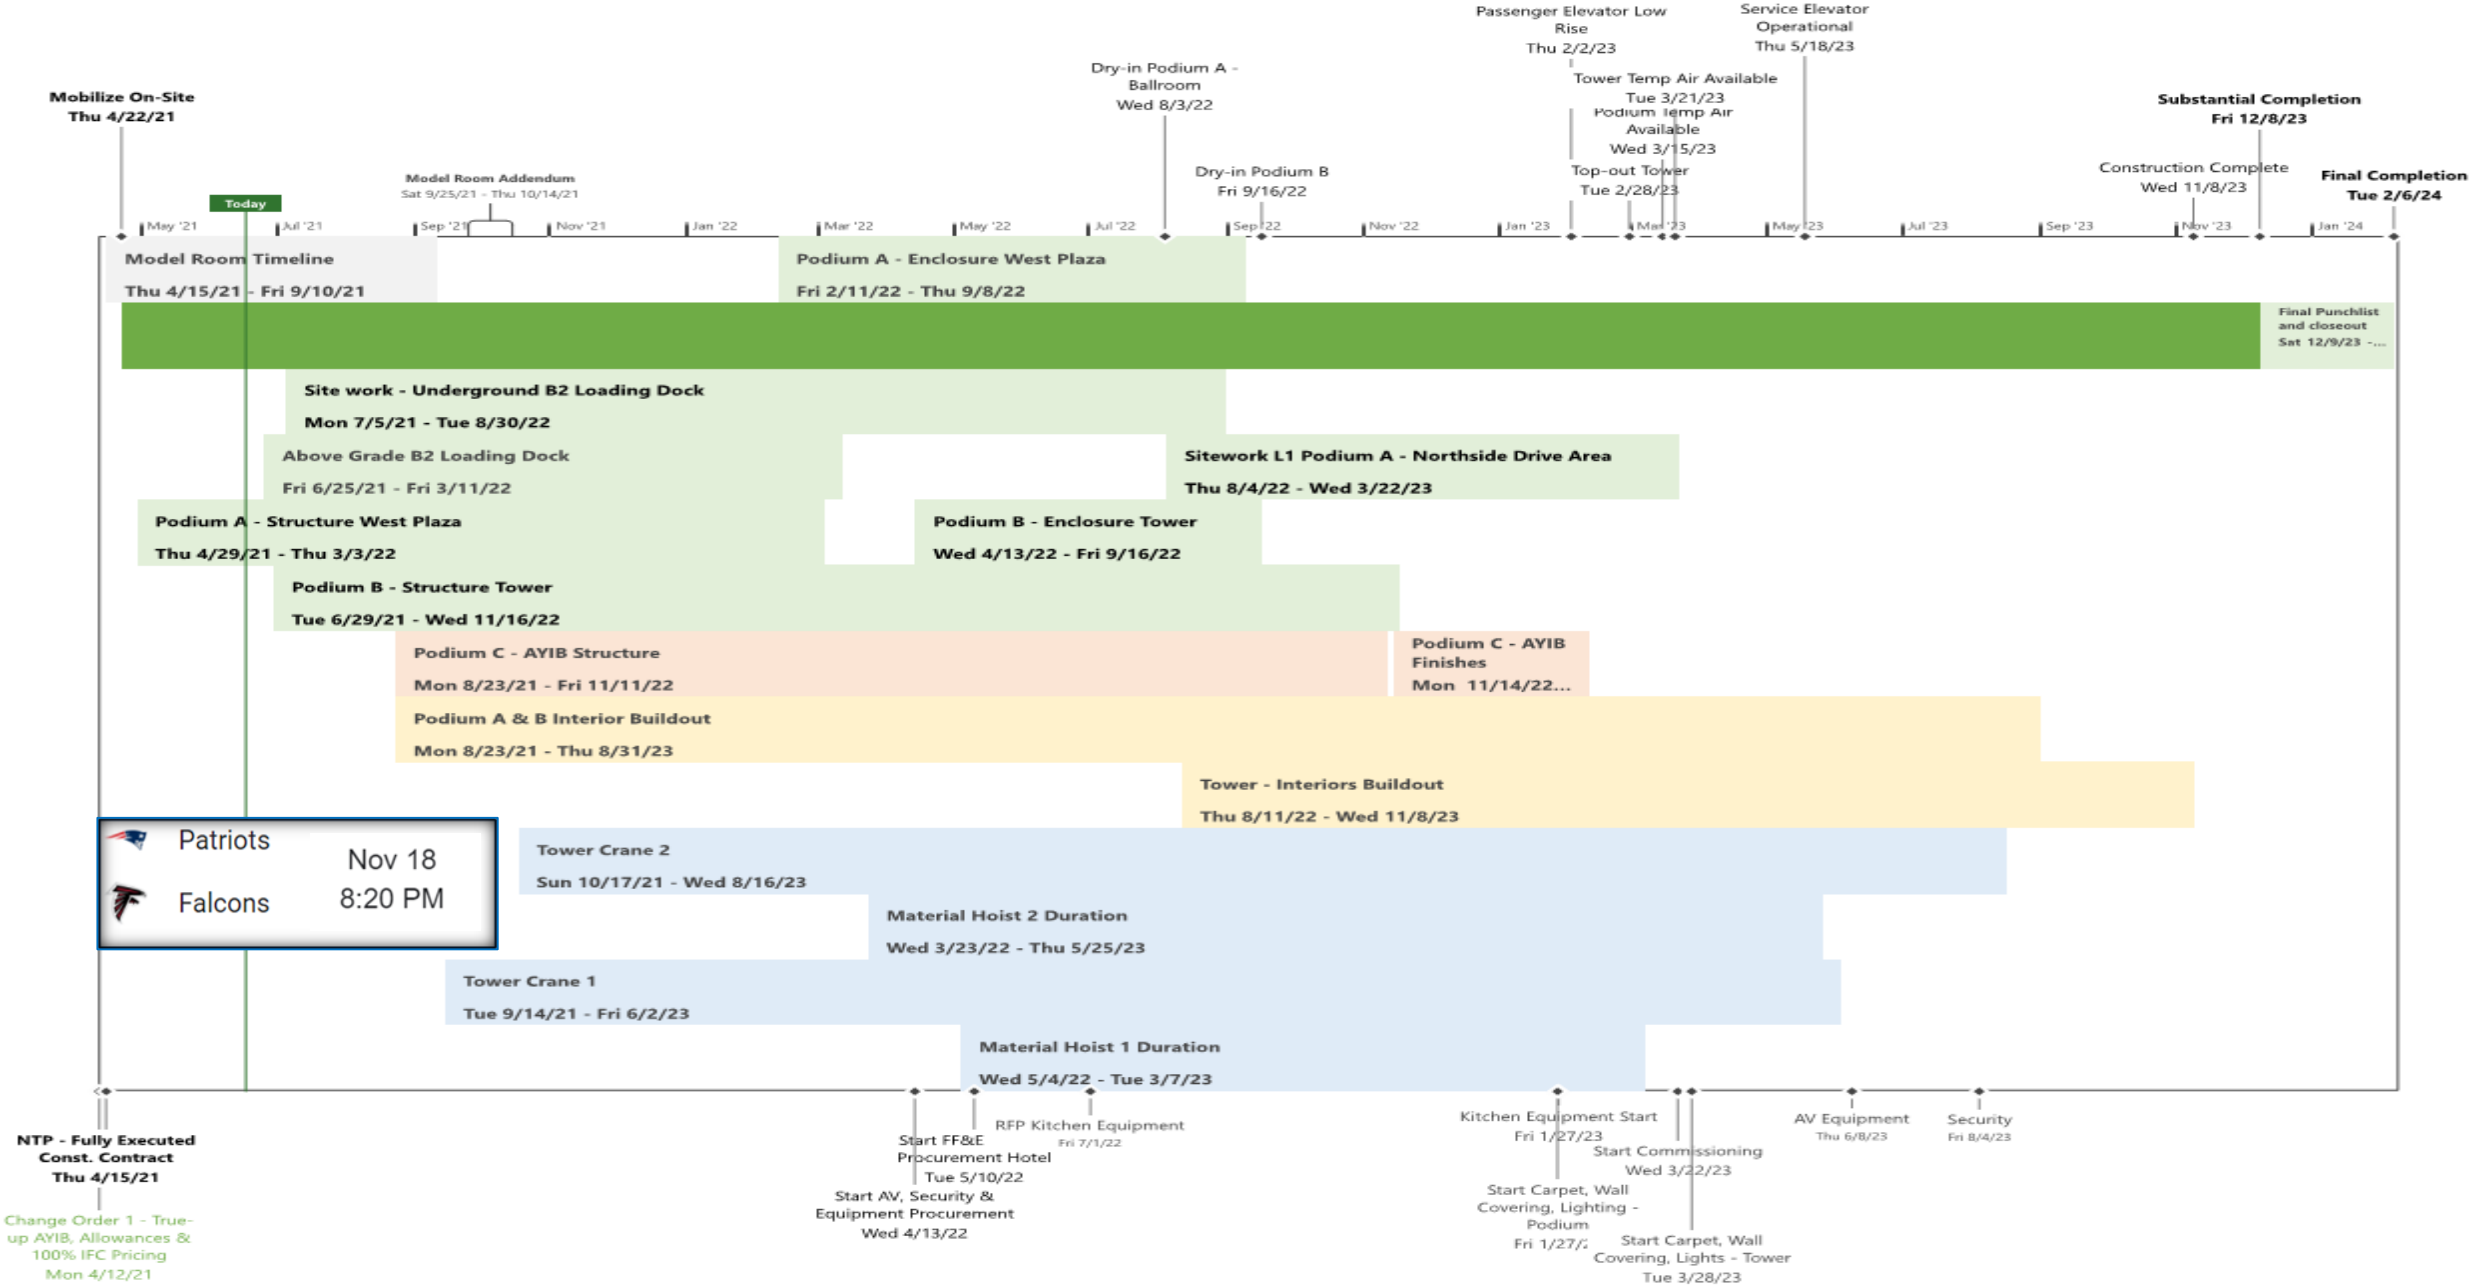 Passenger Elevator Low
Rise
Thu 2/2/23
Service Elevator
Operational
Thu 5/18/23
Dry-in Podium A -
Ballroom
Wed 8/3/22
Tower Temp Air Available
Tue 3/21/23
Mobilize On-Site
Thu 4/22/21
Podium Temp Air
Available
Wed 3/15/23
Substantial Completion
Fri 12/8/23
Model Room Addendum
Sat 9/25/21 - Thu 10/14/21
Dry-in Podium B
Fri 9/16/22
Top-out Tower
Tue 2/28/23
Construction Complete
Wed 11/8/23
Final Completion
Tue 2/6/24
Today
May '21
Jul '21
Sep '21
Nov '21
Jan '22
Mar '22
May '22
Jul '22
Sep '22
Nov '22
Jan '23
Mar '23
May '23
Jul '23
Sep '23
Nov '23
Jan '24
Model Room Timeline
Thu 4/15/21 - Fri 9/10/21
Podium A - Enclosure West Plaza
Fri 2/11/22 - Thu 9/8/22
Final Punchlist
and closeout
Sat 12/9/23 -...
Site work - Underground B2 Loading Dock
Mon 7/5/21 - Tue 8/30/22
Above Grade B2 Loading Dock
Fri 6/25/21 - Fri 3/11/22
Sitework L1 Podium A - Northside Drive Area
Thu 8/4/22 - Wed 3/22/23
Podium A - Structure West Plaza
Thu 4/29/21 - Thu 3/3/22
Podium B - Enclosure Tower
Wed 4/13/22 - Fri 9/16/22
Podium B - Structure Tower
Tue 6/29/21 - Wed 11/16/22
Podium C - AYIB Structure
Mon 8/23/21 - Fri 11/11/22
Podium C - AYIB
Finishes
Mon 11/14/22...
Podium A & B Interior Buildout
Mon 8/23/21 - Thu 8/31/23
Tower - Interiors Buildout
Thu 8/11/22 - Wed 11/8/23
Patriots
Falcons
Nov 18
8:20 PM
Tower Crane 2
Sun 10/17/21 - Wed 8/16/23
Material Hoist 2 Duration
Wed 3/23/22 - Thu 5/25/23
Tower Crane 1
Tue 9/14/21 - Fri 6/2/23
Material Hoist 1 Duration
Wed 5/4/22 - Tue 3/7/23
NTP - Fully Executed
Const. Contract
Thu 4/15/21
Change Order 1 - True-
up AYIB, Allowances &
100% IFC Pricing
Mon 4/12/21
Start FF&E
Procurement Hotel
Tue 5/10/22
Start AV, Security &
Equipment Procurement
Wed 4/13/22
RFP Kitchen Equipment
Fri 7/1/22
Kitchen Equipment Start
Fri 1/27/23
Start Commissioning
Wed 3/22/23
Start Carpet, Wall
Covering, Lighting -
Podium
Fri 1/27/
Start Carpet, Wall
Covering, Lights - Tower
Tue 3/28/23
AV Equipment
Thu 6/8/23
Security
Fri 8/4/23